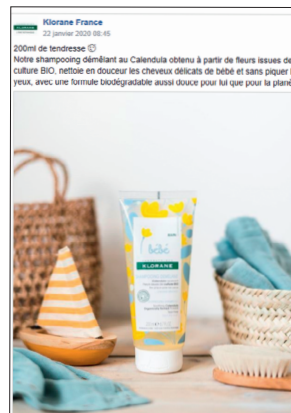 Klorane France
22 janvier 2020 08:45
200ml de tendresse
Notre shampooing démêlant au Calendula obtenu à partir de fleurs issues de
culture BIO, nettoie en douceur les cheveux délicats de bébé et sans piquer l
yeux, avec une formule biodégradable aussi douce pour lui que pour la planè
bébé
KLORANE